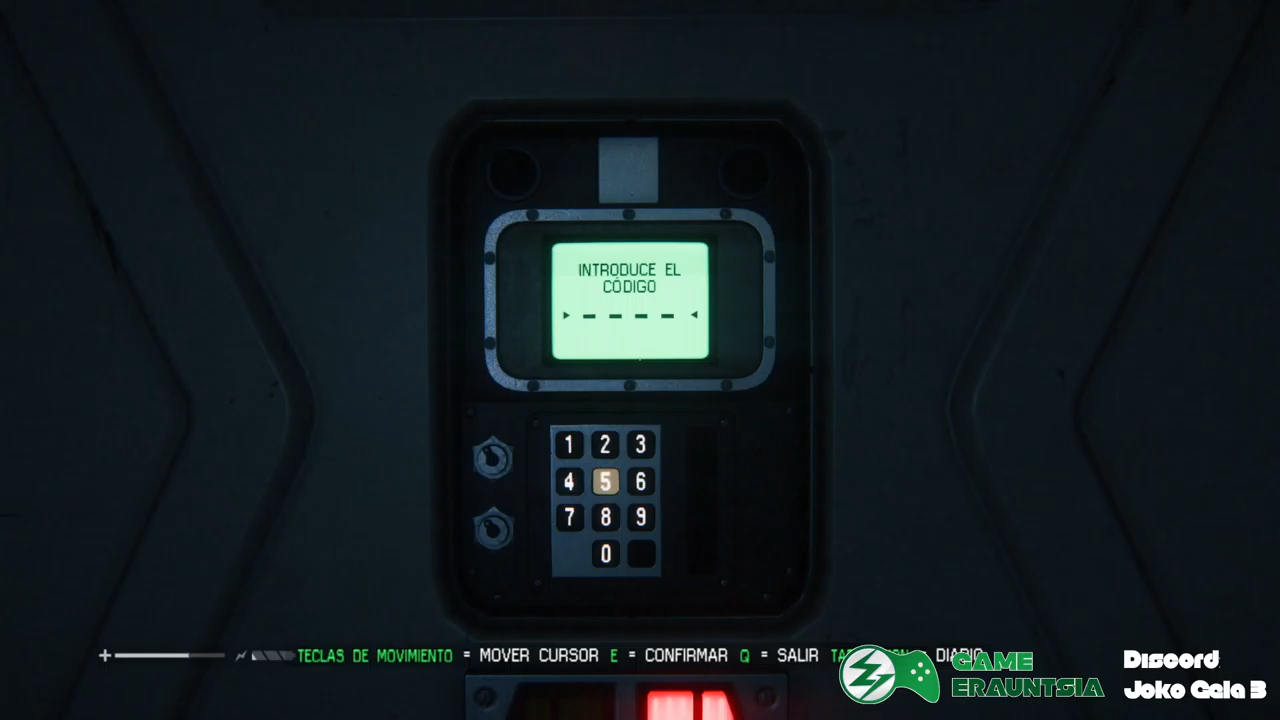 INTRODUCE EL
CÓDIGO
1 2 3
4 5 6
7 8 9
0
TECLAS DE MOVIMIENTO = MOVER CURSOR E = CONFIRMAR Q = SALIR = DIARIO
GAME
ERAUNTSIA
Discord
Joko Gela 3